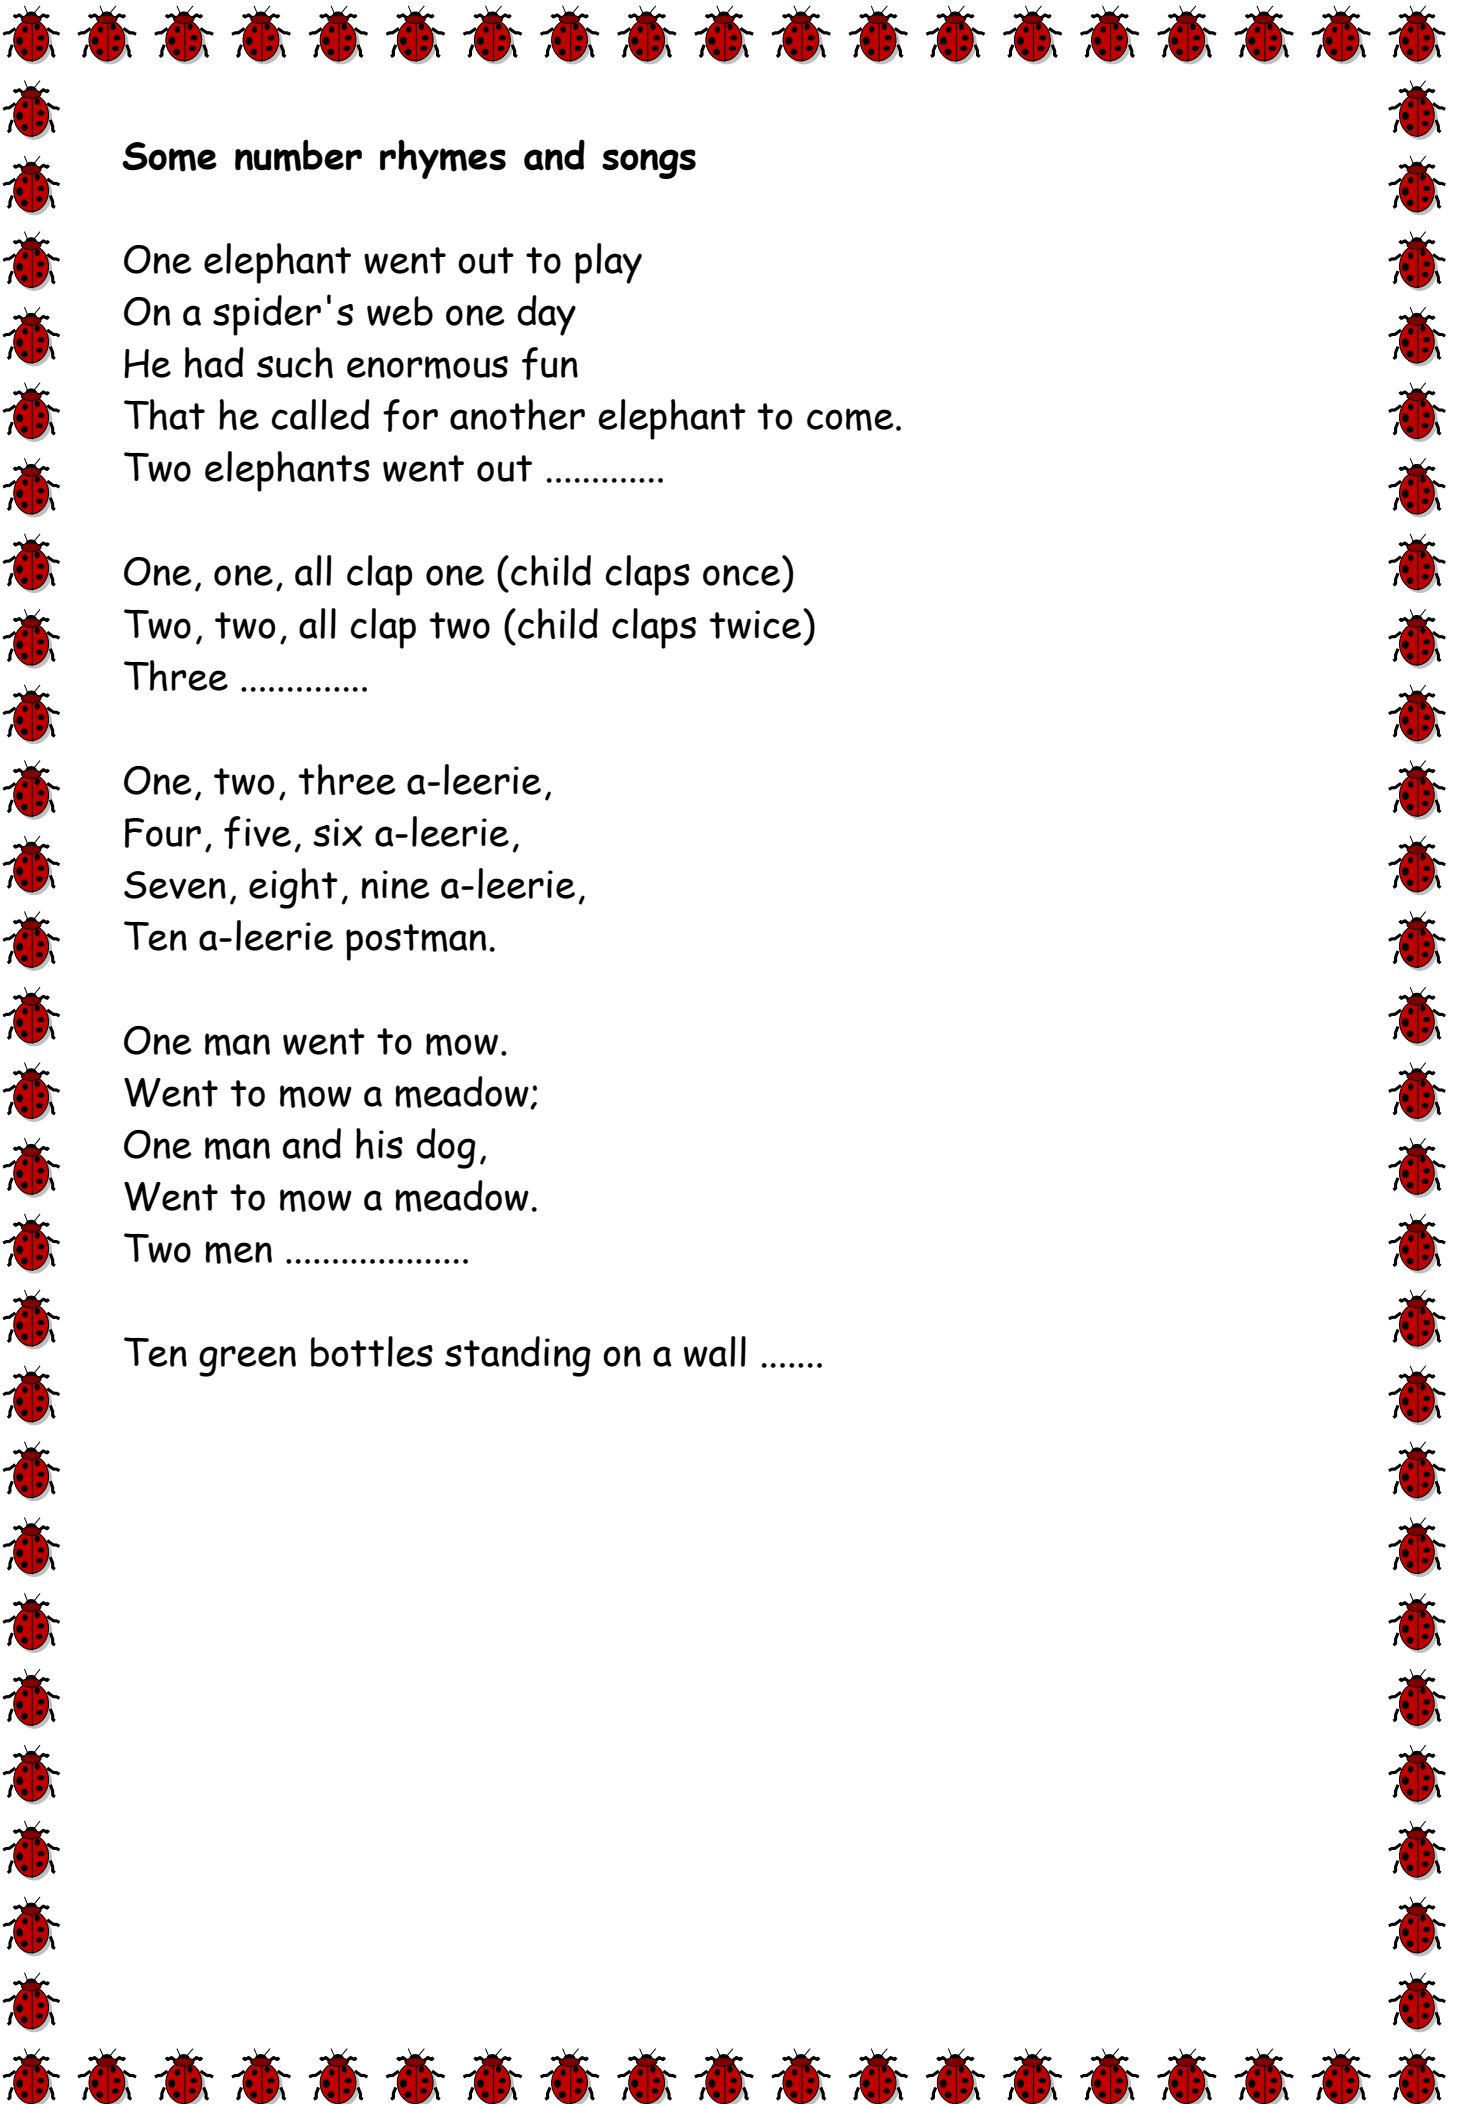 Some number rhymes and songs
One elephant went out to play
On a spider's web one day
He had such enormous fun
That he called for another elephant to come.
Two elephants went out .............
One, one, all clap one (child claps once)
Two, two, all clap two (child claps twice)
Three ..............
One, two, three a-leerie,
Four, five, six a-leerie,
Seven, eight, nine a-leerie,
Ten a-leerie postman.
One man went to mow.
Went to mow a meadow;
One man and his dog,
Went to mow a meadow.
Two men ....................
Ten green bottles standing on a wall .......